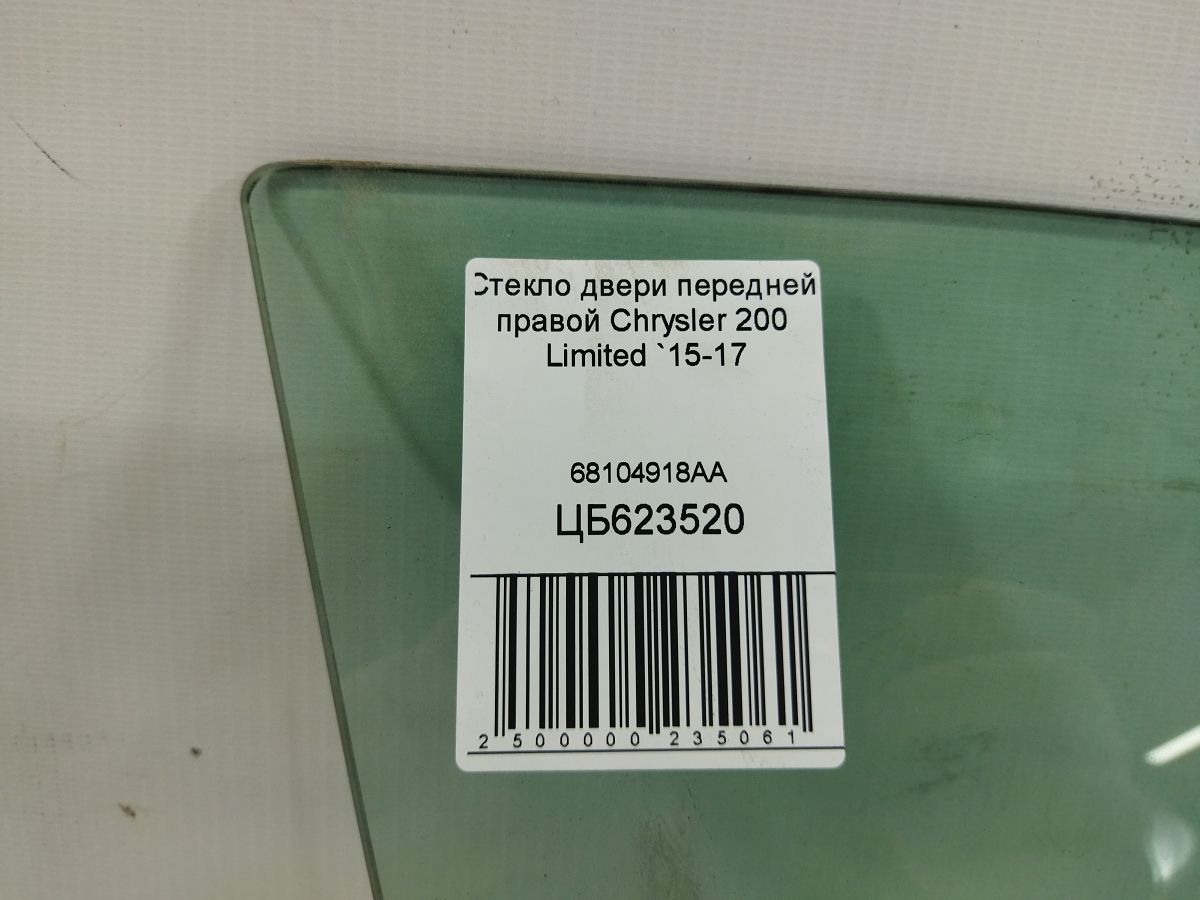 Стекло двери передней
правой Chrysler 200
Limited `15-17
68104918AA
ЦБ623520
2 500000 235061